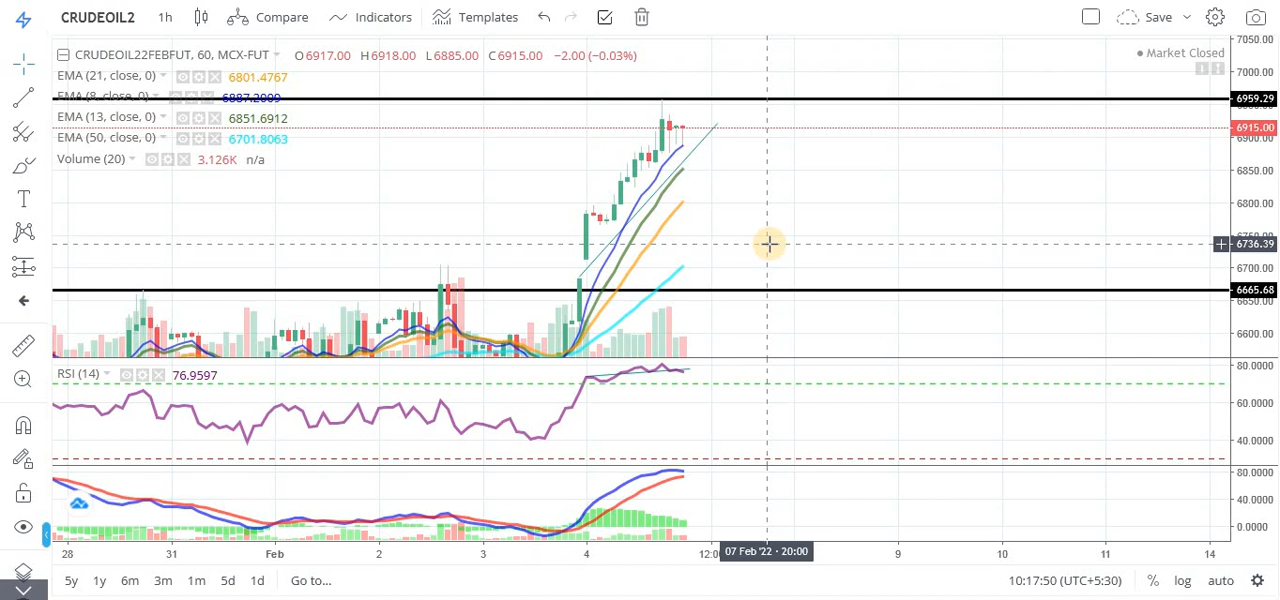 CRUDEOIL2 1h Compare Indicators Templates Save
CRUDEOIL22FEBFUT, 60, MCX-FUT O6917.00 H6918.00 L6885.00 C6915.00 −2.00 (−0.03%)
Market Closed
EMA (21, close, 0) 6801.4767
EMA (8, close, 0) 6887.2009
EMA (13, close, 0) 6851.6912
EMA (50, close, 0) 6701.8063
Volume (20) 3.126K n/a
7050.00
7000.00
6959.29
6915.00
6900.00
6850.00
6800.00
6750.00
6736.39
6700.00
6665.68
6650.00
6600.00
RSI (14) 76.9597
80.0000
60.0000
40.0000
80.0000
40.0000
0.0000
28 31 Feb 2 3 4 12:0 07 Feb '22 - 20:00 9 10 11 14
5y 1y 6m 3m 1m 5d 1d Go to... 10:17:50 (UTC+5:30) % log auto